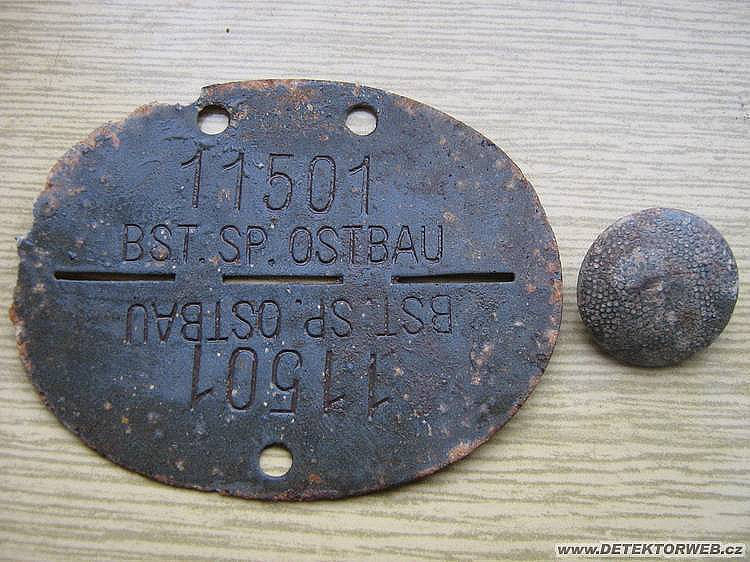 11501
BST. SP. OSTBAU
BST. SP. OSTBAU
11501
www.DETEKTORWEB.cz